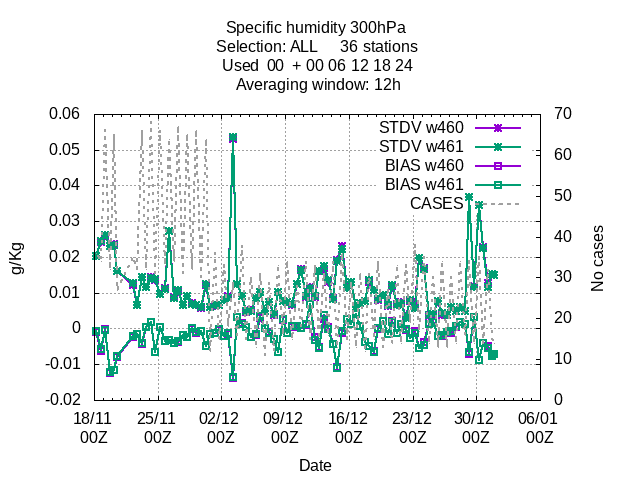 Specific humidity 300hPa
Selection: ALL 36 stations
Used 00 + 00 06 12 18 24
Averaging window: 12h
STDV w460
STDV w461
BIAS w460
BIAS w461
CASES
0.06
0.05
0.04
0.03
0.02
0.01
0
-0.01
-0.02
g/Kg
70
60
50
40
30
20
10
0
No cases
18/11 25/11 02/12 09/12 16/12 23/12 30/12 06/01
00Z 00Z 00Z 00Z 00Z 00Z 00Z 00Z
Date